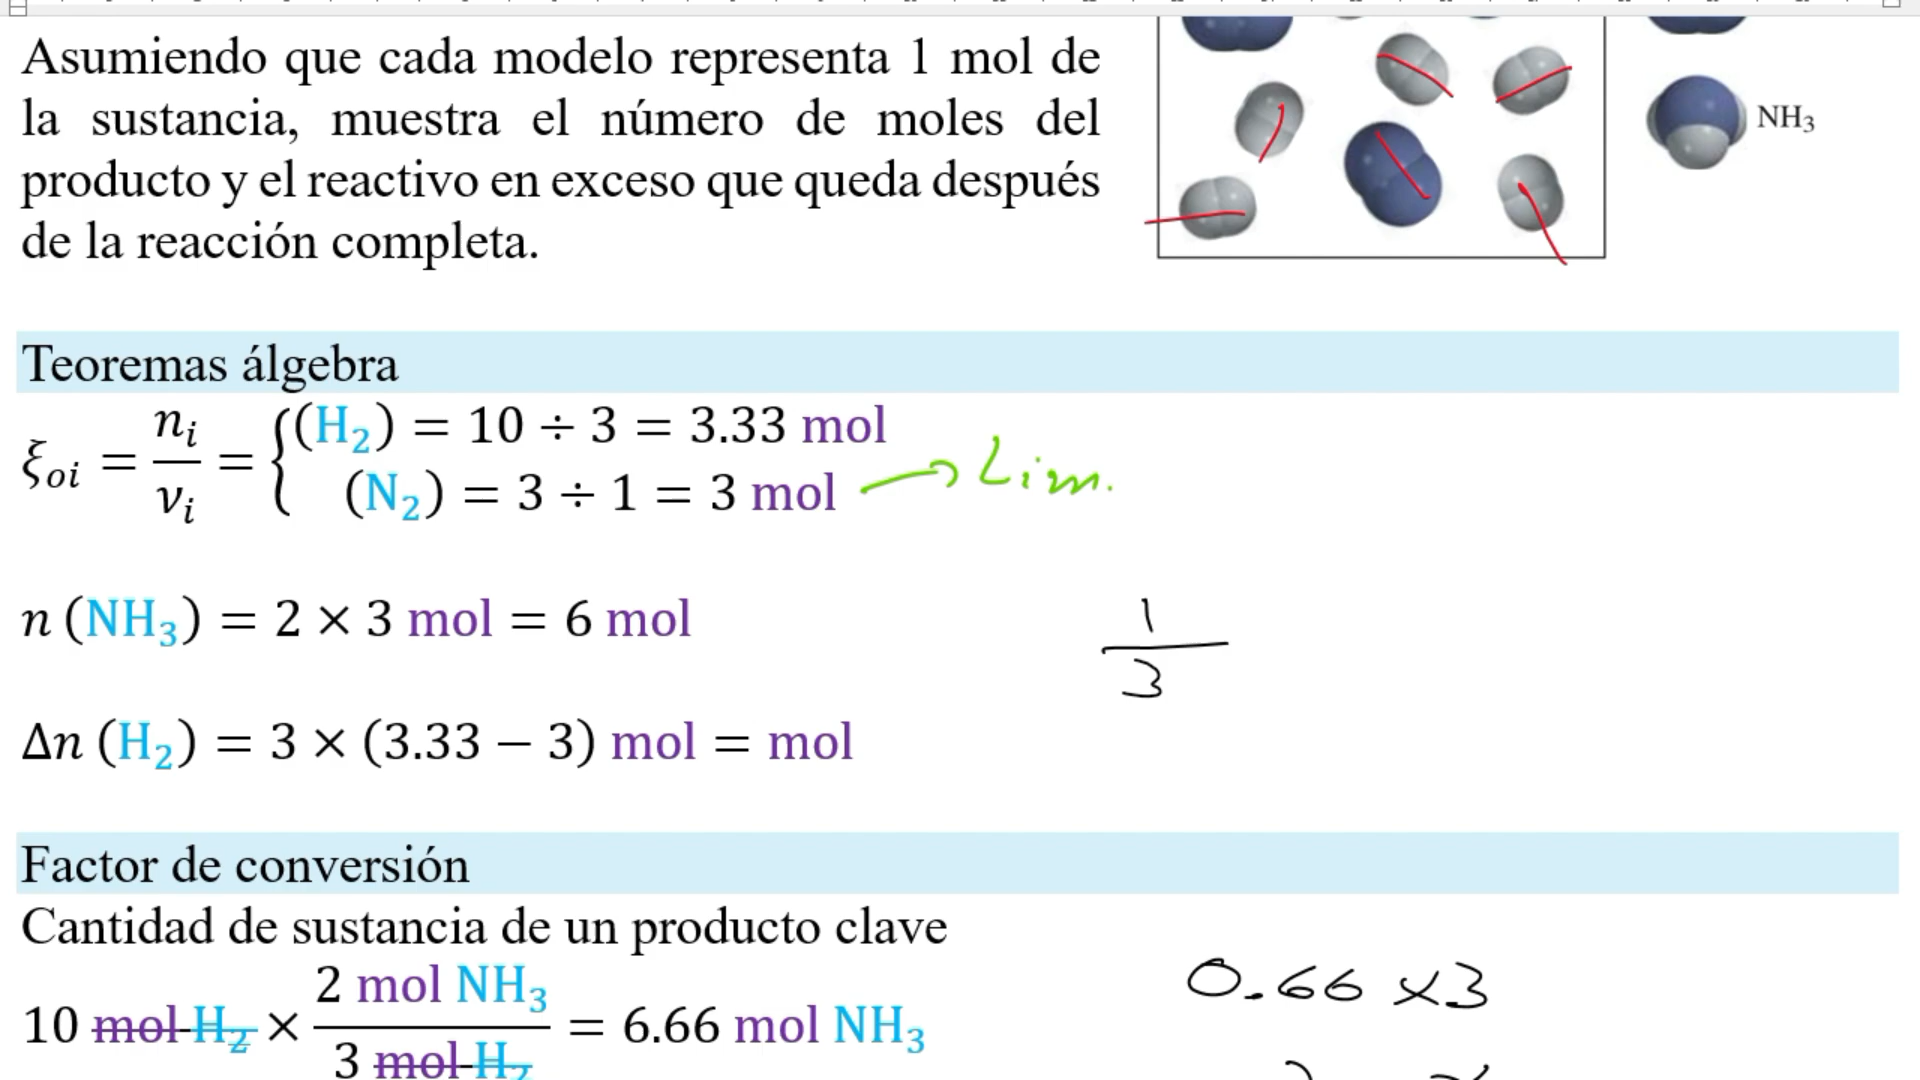 Asumiendo que cada modelo representa 1 mol de
la sustancia, muestra el número de moles del
producto y el reactivo en exceso que queda después
de la reacción completa.
NH₃
Teoremas álgebra
ξₒᵢ = nᵢ/νᵢ = { (H₂) = 10 ÷ 3 = 3.33 mol
(N₂) = 3 ÷ 1 = 3 mol → Lim.
n (NH₃) = 2 × 3 mol = 6 mol
1/3
Δn (H₂) = 3 × (3.33 − 3) mol = mol
Factor de conversión
Cantidad de sustancia de un producto clave
10 mol H₂ × 2 mol NH₃ / 3 mol H₂ = 6.66 mol NH₃
0.66 x3